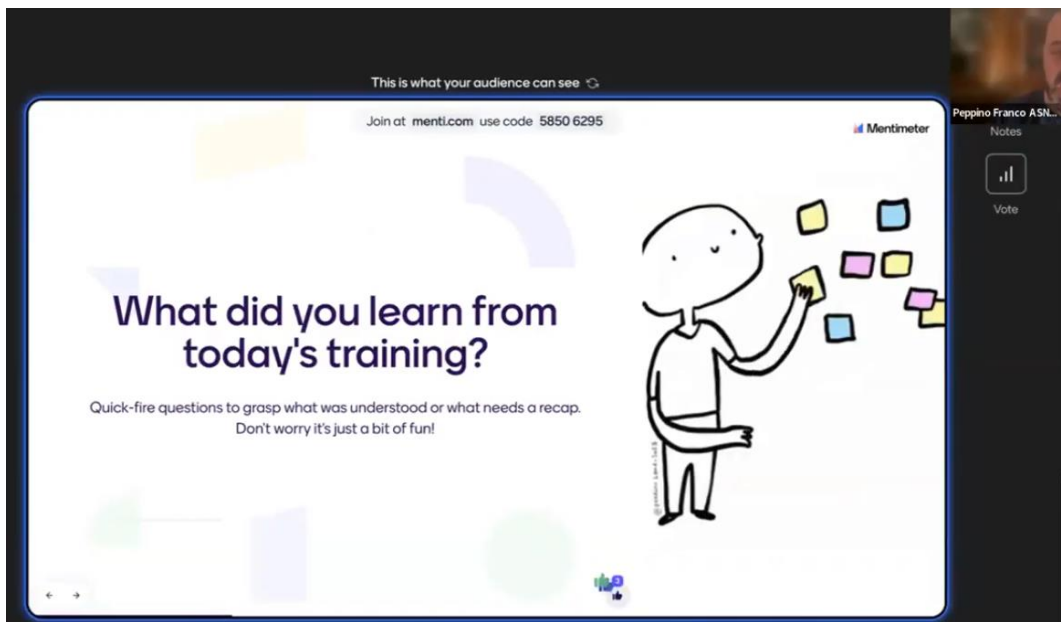 This is what your audience can see
Join at menti.com use code 5850 6295
Mentimeter
Peppino Franco ASN...
Notes
Vote
What did you learn from
today's training?
Quick-fire questions to grasp what was understood or what needs a recap.
Don't worry it's just a bit of fun!
3